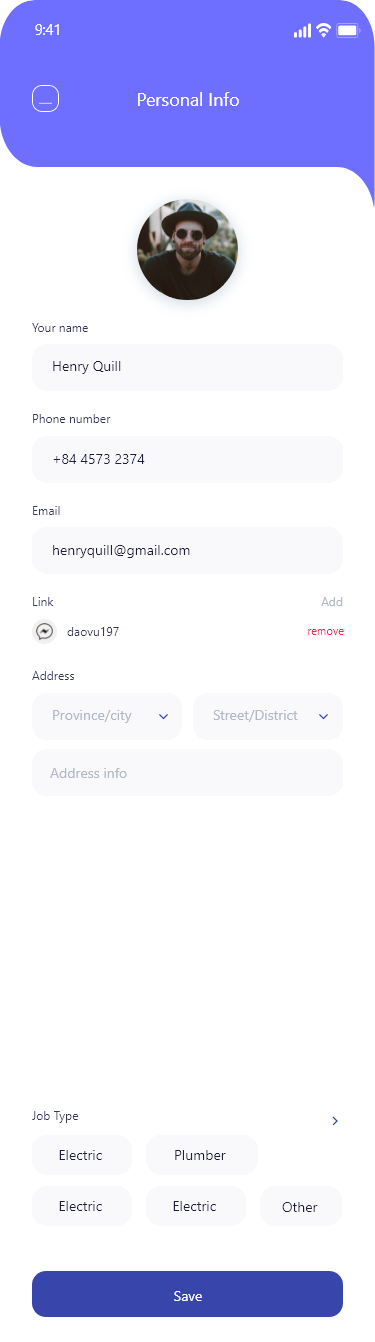 9:41
Personal Info
Your name
Henry Quill
Phone number
+84 4573 2374
Email
henryquill@gmail.com
Link Add
daovu197 remove
Address
Province/city Street/District
Address info
Job Type
Electric Plumber
Electric Electric Other
Save